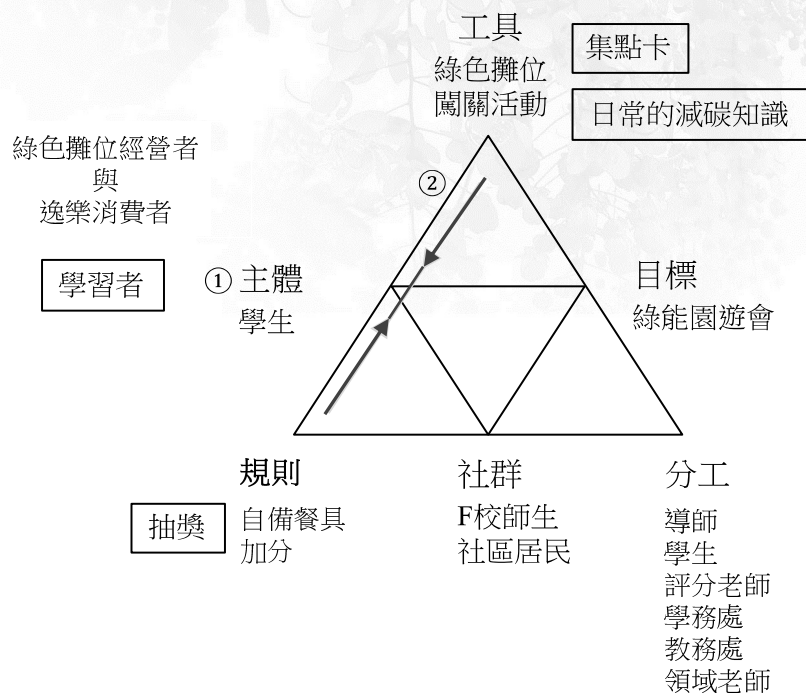 工具
綠色攤位
闖關活動
集點卡
日常的減碳知識
綠色攤位經營者
與
逸樂消費者
②
學習者
① 主體
學生
目標
綠能園遊會
規則
抽獎
自備餐具
加分
社群
F校師生
社區居民
分工
導師
學生
評分老師
學務處
教務處
領域老師